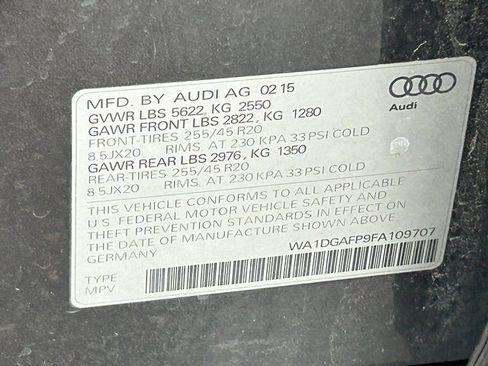 MFD. BY AUDI AG 02 15
GVWR LBS 5622, KG 2550
GAWR FRONT LBS 2822, KG 1280
FRONT-TIRES 255/45 R20
8.5JX20 RIMS, AT 230 KPA 33 PSI COLD
GAWR REAR LBS 2976, KG 1350
REAR-TIRES 255/45 R20
8.5JX20 RIMS, AT 230 KPA 33 PSI COLD
Audi
THIS VEHICLE CONFORMS TO ALL APPLICABLE
U.S. FEDERAL MOTOR VEHICLE SAFETY AND
THEFT PREVENTION STANDARDS IN EFFECT ON
THE DATE OF MANUFACTURE SHOWN ABOVE
GERMANY
WA1DGAFP9FA109707
TYPE
MPV